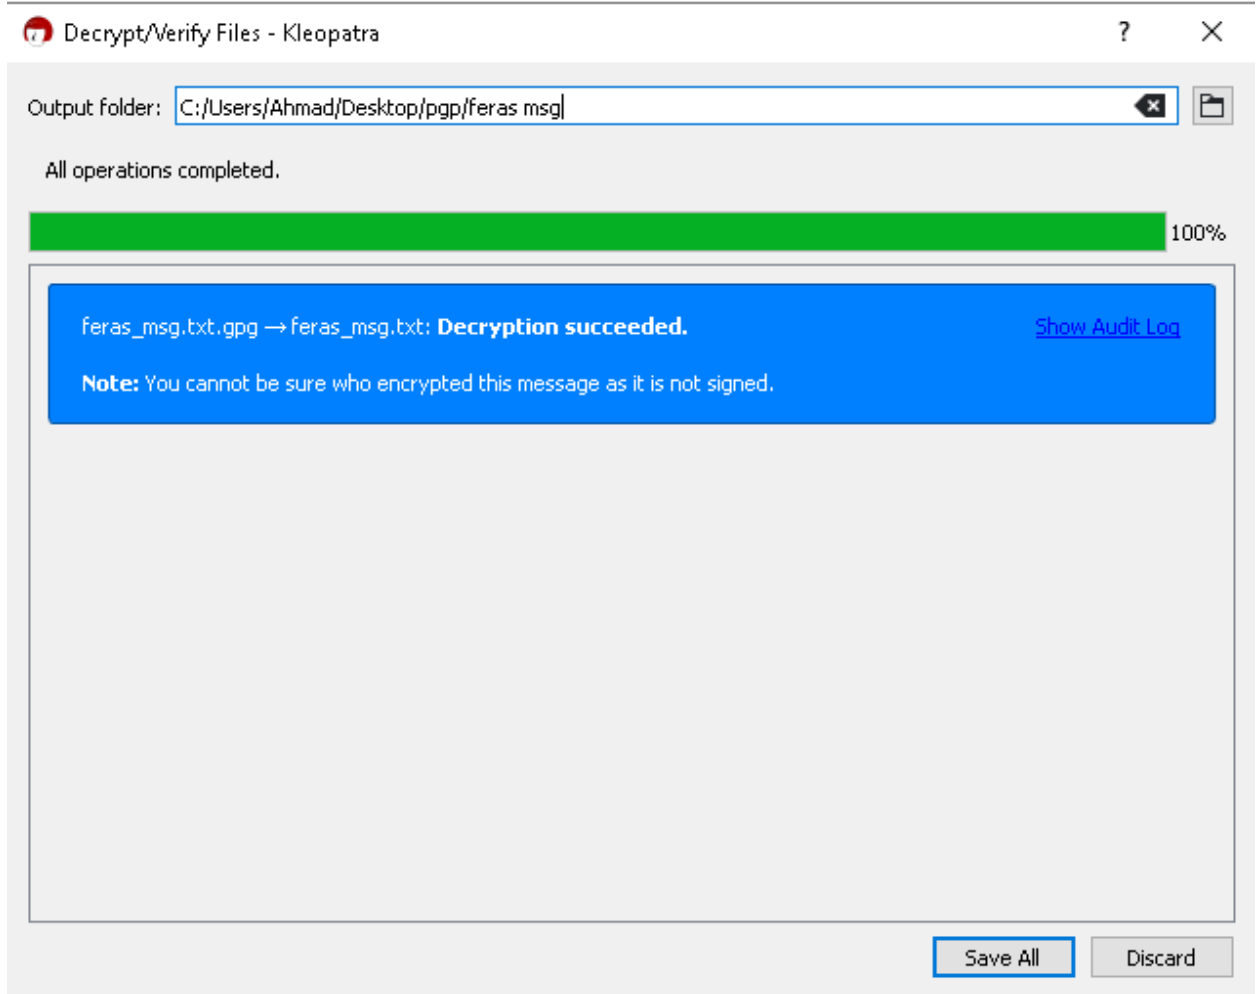 Decrypt/Verify Files - Kleopatra
?
Output folder: C:/Users/Ahmad/Desktop/pgp/feras msg
All operations completed.
100%
feras_msg.txt.gpg → feras_msg.txt: Decryption succeeded. Show Audit Log
Note: You cannot be sure who encrypted this message as it is not signed.
Save All Discard